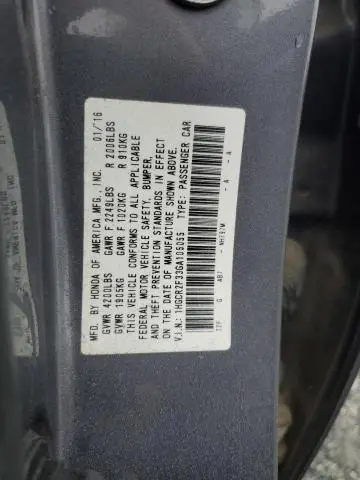 MFD. BY HONDA OF AMERICA MFG., INC. 01/'16
GVWR 4200LBS GAWR F 2249LBS R 2006LBS
GVWR 1905KG GAWR F 1020KG R 910KG
THIS VEHICLE CONFORMS TO ALL APPLICABLE
FEDERAL MOTOR VEHICLE SAFETY, BUMPER,
AND THEFT PREVENTION STANDARDS IN EFFECT
ON THE DATE OF MANUFACTURE SHOWN ABOVE.
V.I.N.: 1HGCR2F33GA105055 TYPE: PASSENGER CAR
G A - A